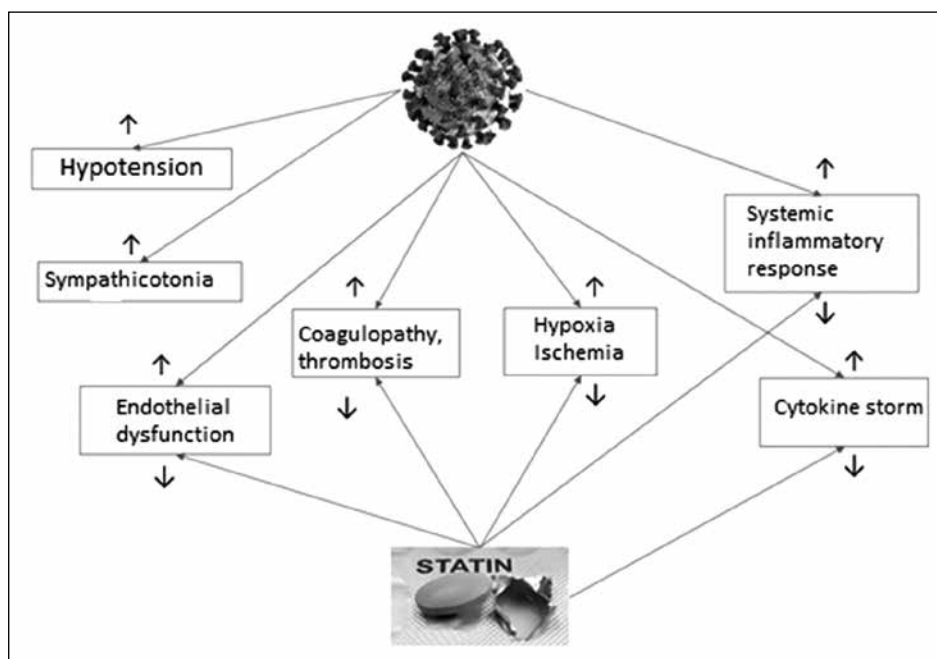 Hypotension
Systemic
inflammatory
response
Sympathicotonia
Coagulopathy,
thrombosis
Hypoxia
Ischemia
Endothelial
dysfunction
Cytokine storm
STATIN